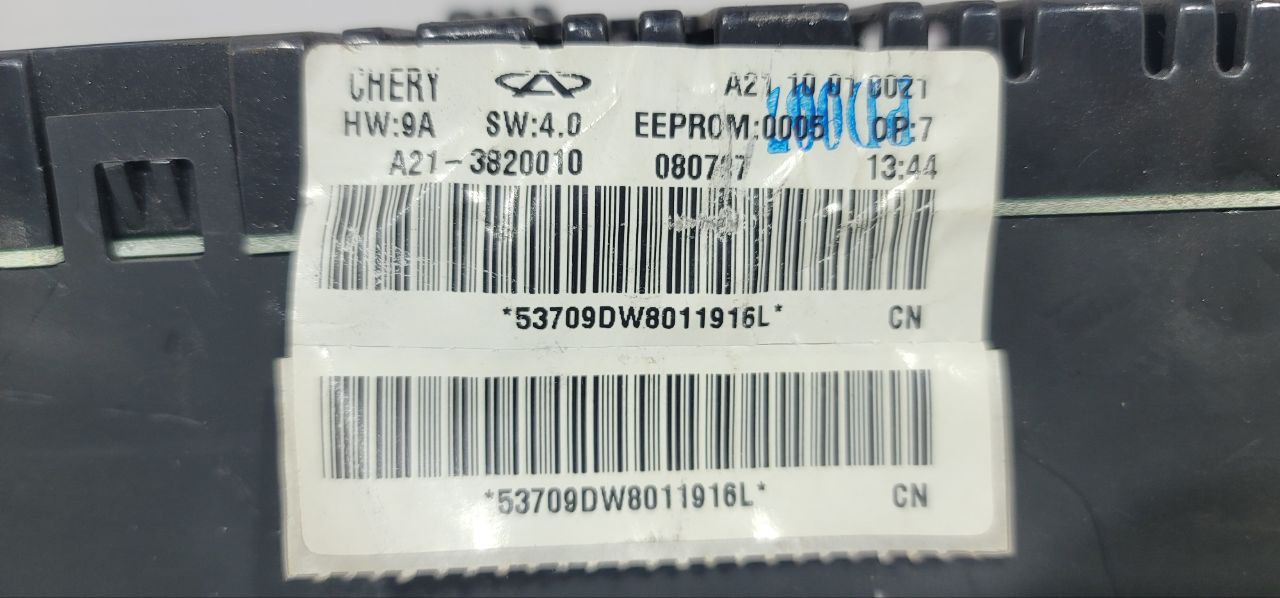 CHERY A21 10 01 0021
HW:9A SW:4.0 EEPROM:0005 OP:7
A21-3820010 13:44
*53709DW8011916L* CN
*53709DW8011916L* CN